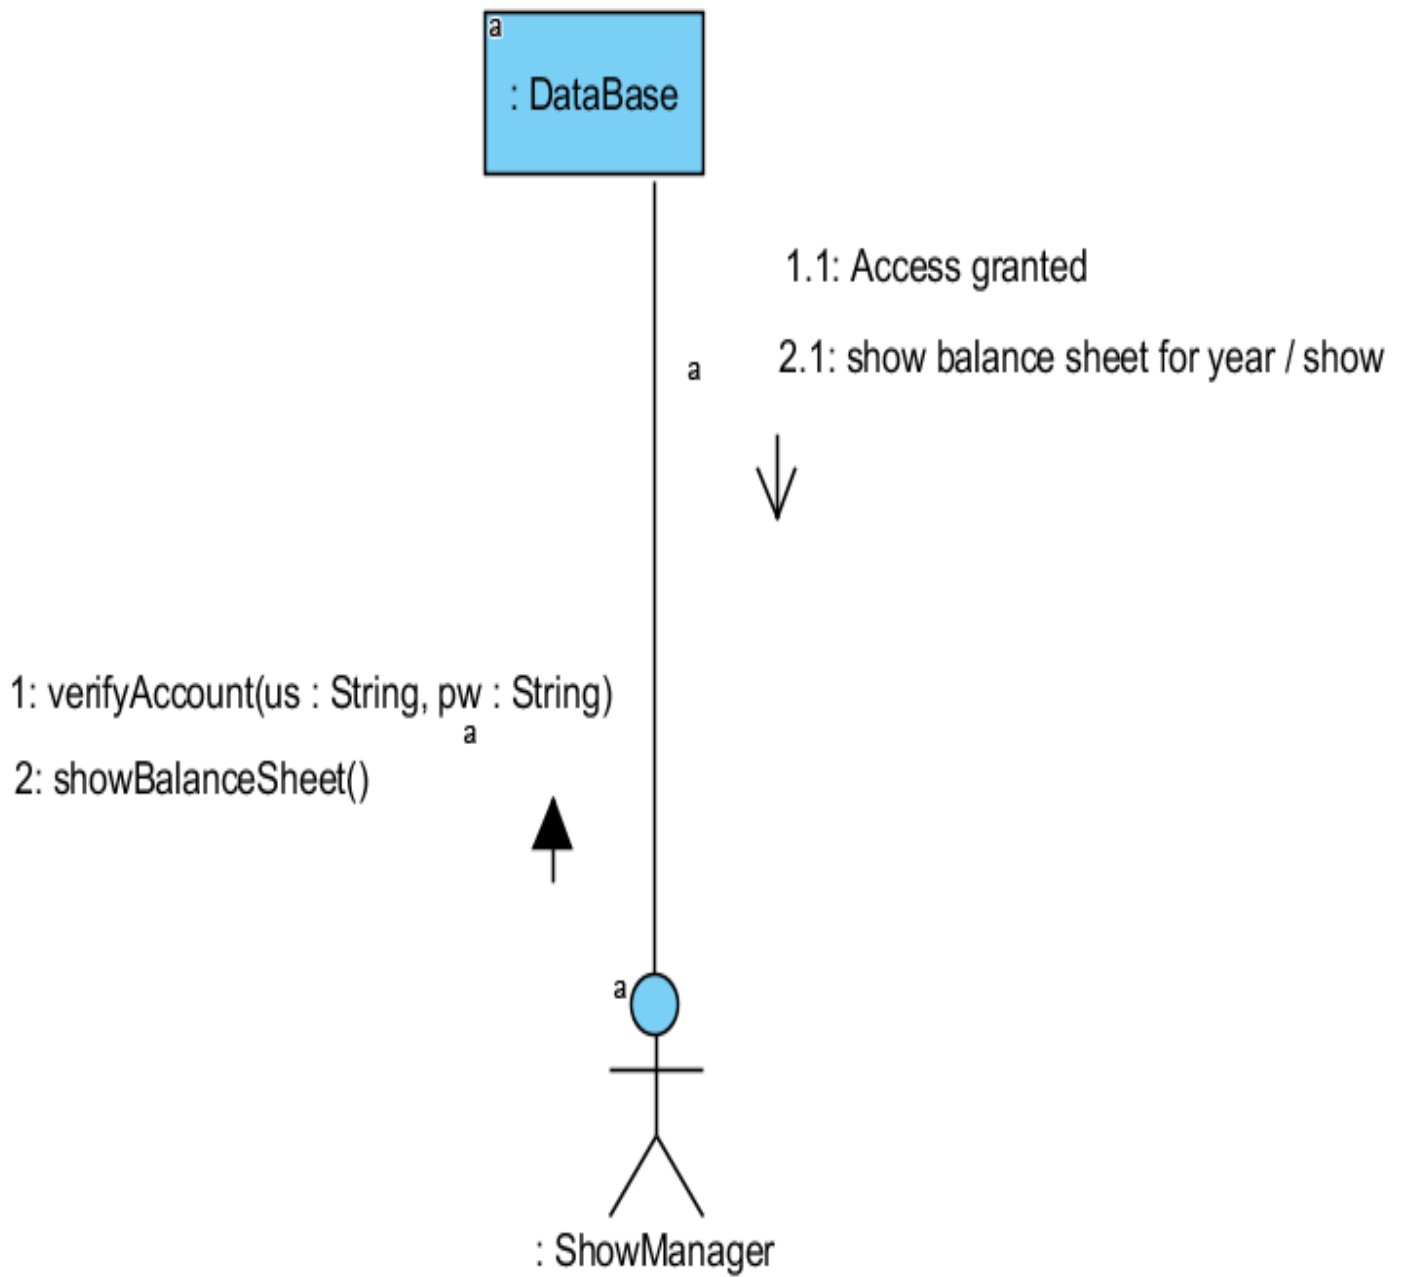 a
: DataBase
1.1: Access granted
2.1: show balance sheet for year / show
a
1: verifyAccount(us : String, pw : String)
a
2: showBalanceSheet()
a
: ShowManager